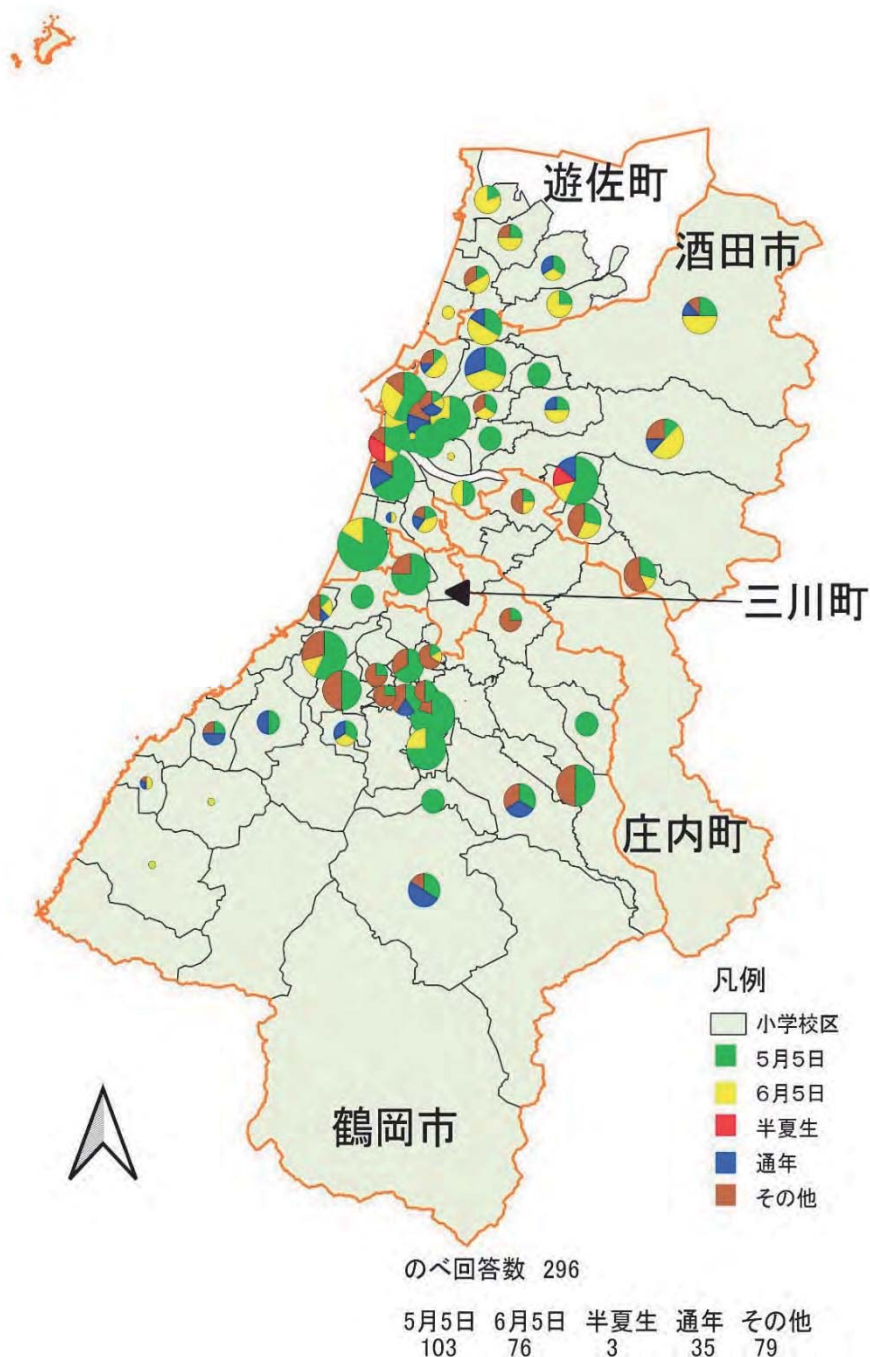 遊佐町
酒田市
三川町
庄内町
鶴岡市
凡例
小学校区
5月5日
6月5日
半夏生
通年
その他
のべ回答数 296
5月5日 6月5日 半夏生 通年 その他
103 76 3 35 79